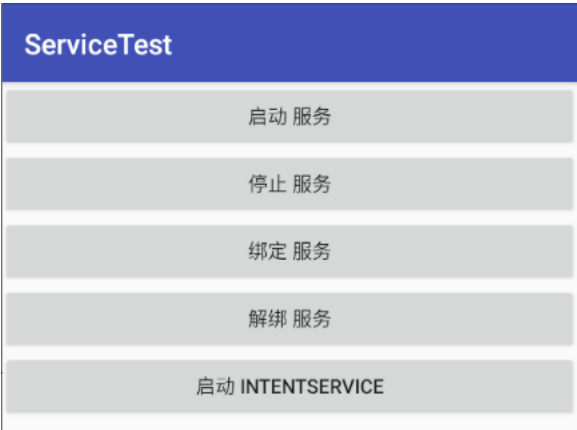 ServiceTest
启动 服务
停止 服务
绑定 服务
解绑 服务
启动 INTENTSERVICE